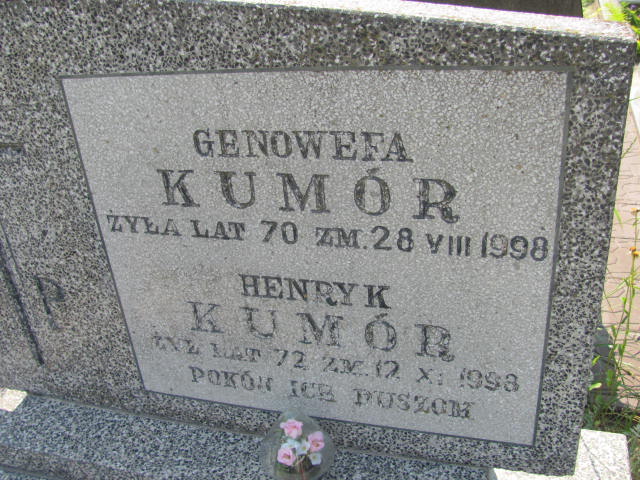 GENOWEFA
KUMÓR
ŻYŁA LAT 70 ZM. 28 VIII 1998
HENRYK
KUMÓR
ŻYŁ LAT 72 ZM. 12 XI
POKÓJ ICH DUSZOM
P